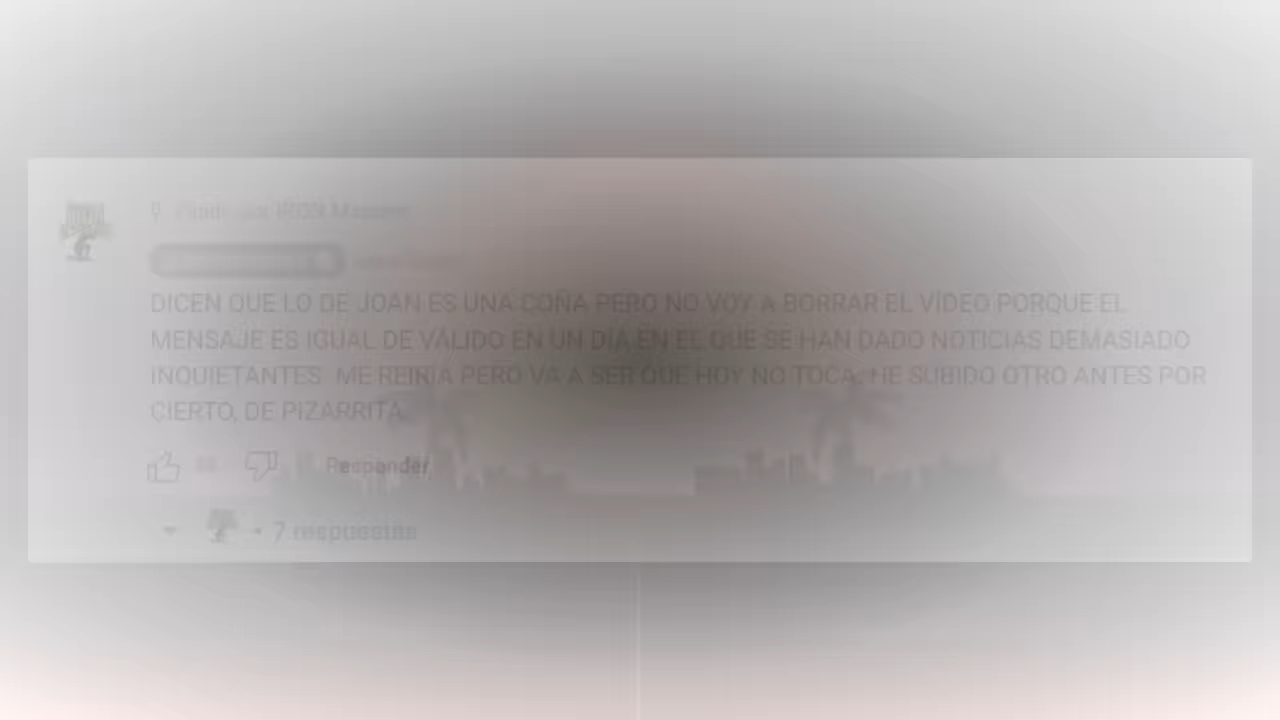 DICEN QUE LO DE JOAN ES UNA COÑA PERO NO VOY A BORRAR EL VÍDEO PORQUE EL
MENSAJE ES IGUAL DE VÁLIDO EN UN DÍA EN EL QUE SE HAN DADO NOTICIAS DEMASIADO
INQUIETANTES. ME REIRÍA PERO VA A SER QUE HOY NO TOCA. HE SUBIDO OTRO ANTES POR
CIERTO, DE PIZARRITA.
Responder
7 respuestas